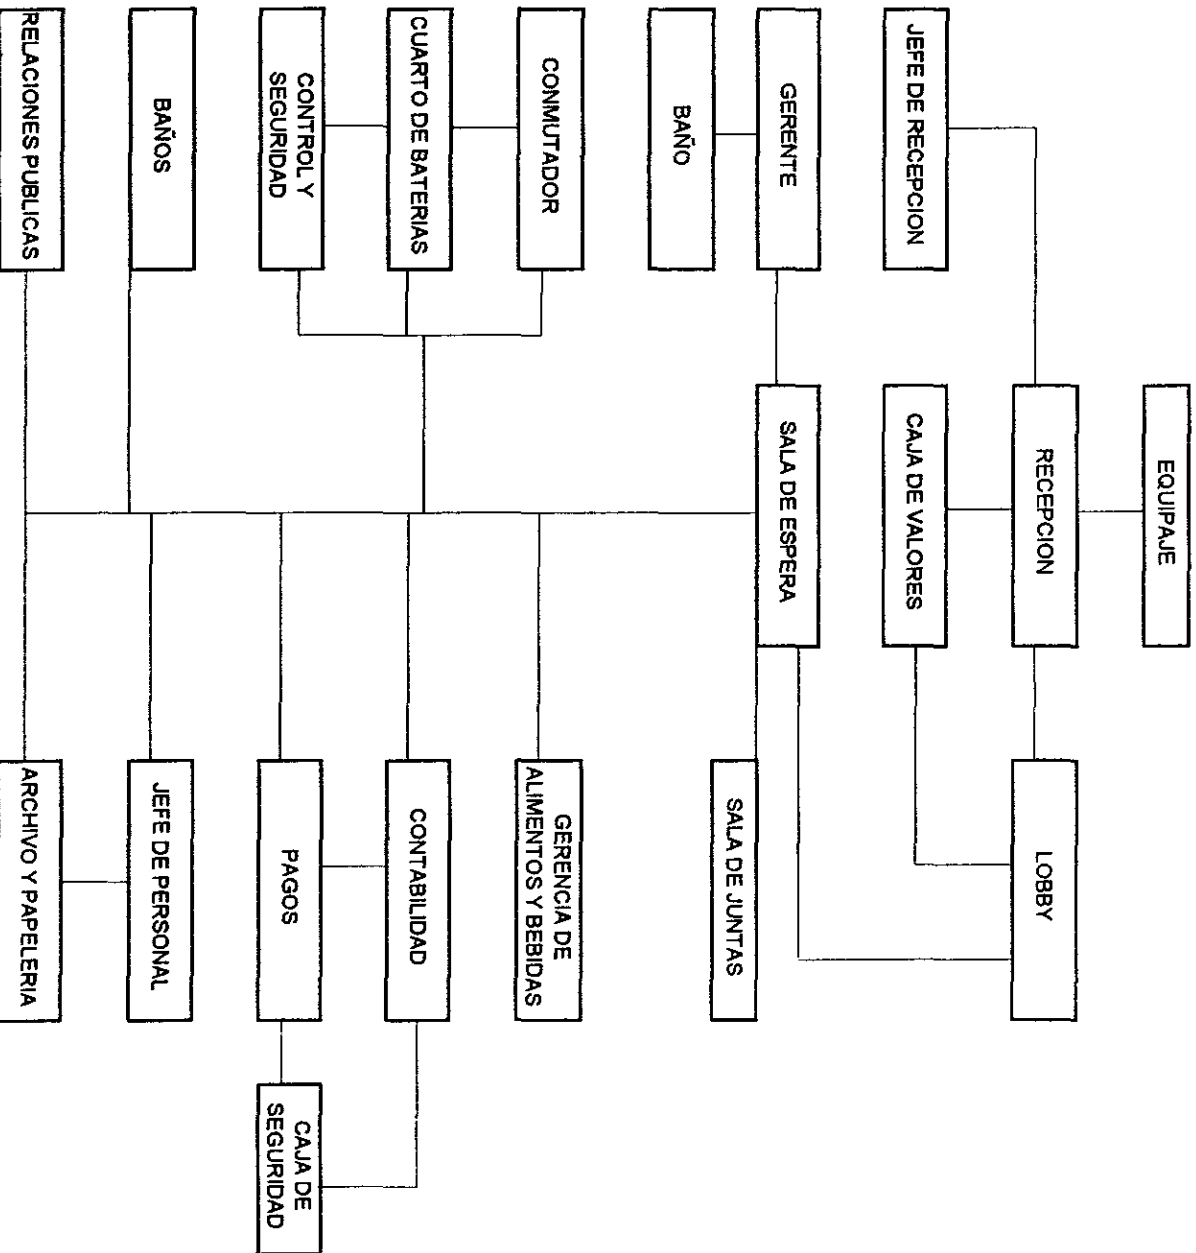 EQUIPAJE
RECEPCION
LOBBY
JEFE DE RECEPCION
CAJA DE VALORES
GERENTE
SALA DE ESPERA
SALA DE JUNTAS
BAÑO
CONMUTADOR
GERENCIA DE
ALIMENTOS Y BEBIDAS
CUARTO DE BATERIAS
CONTABILIDAD
CONTROL Y
SEGURIDAD
PAGOS
CAJA DE
SEGURIDAD
BAÑOS
JEFE DE PERSONAL
RELACIONES PUBLICAS
ARCHIVO Y PAPELERIA